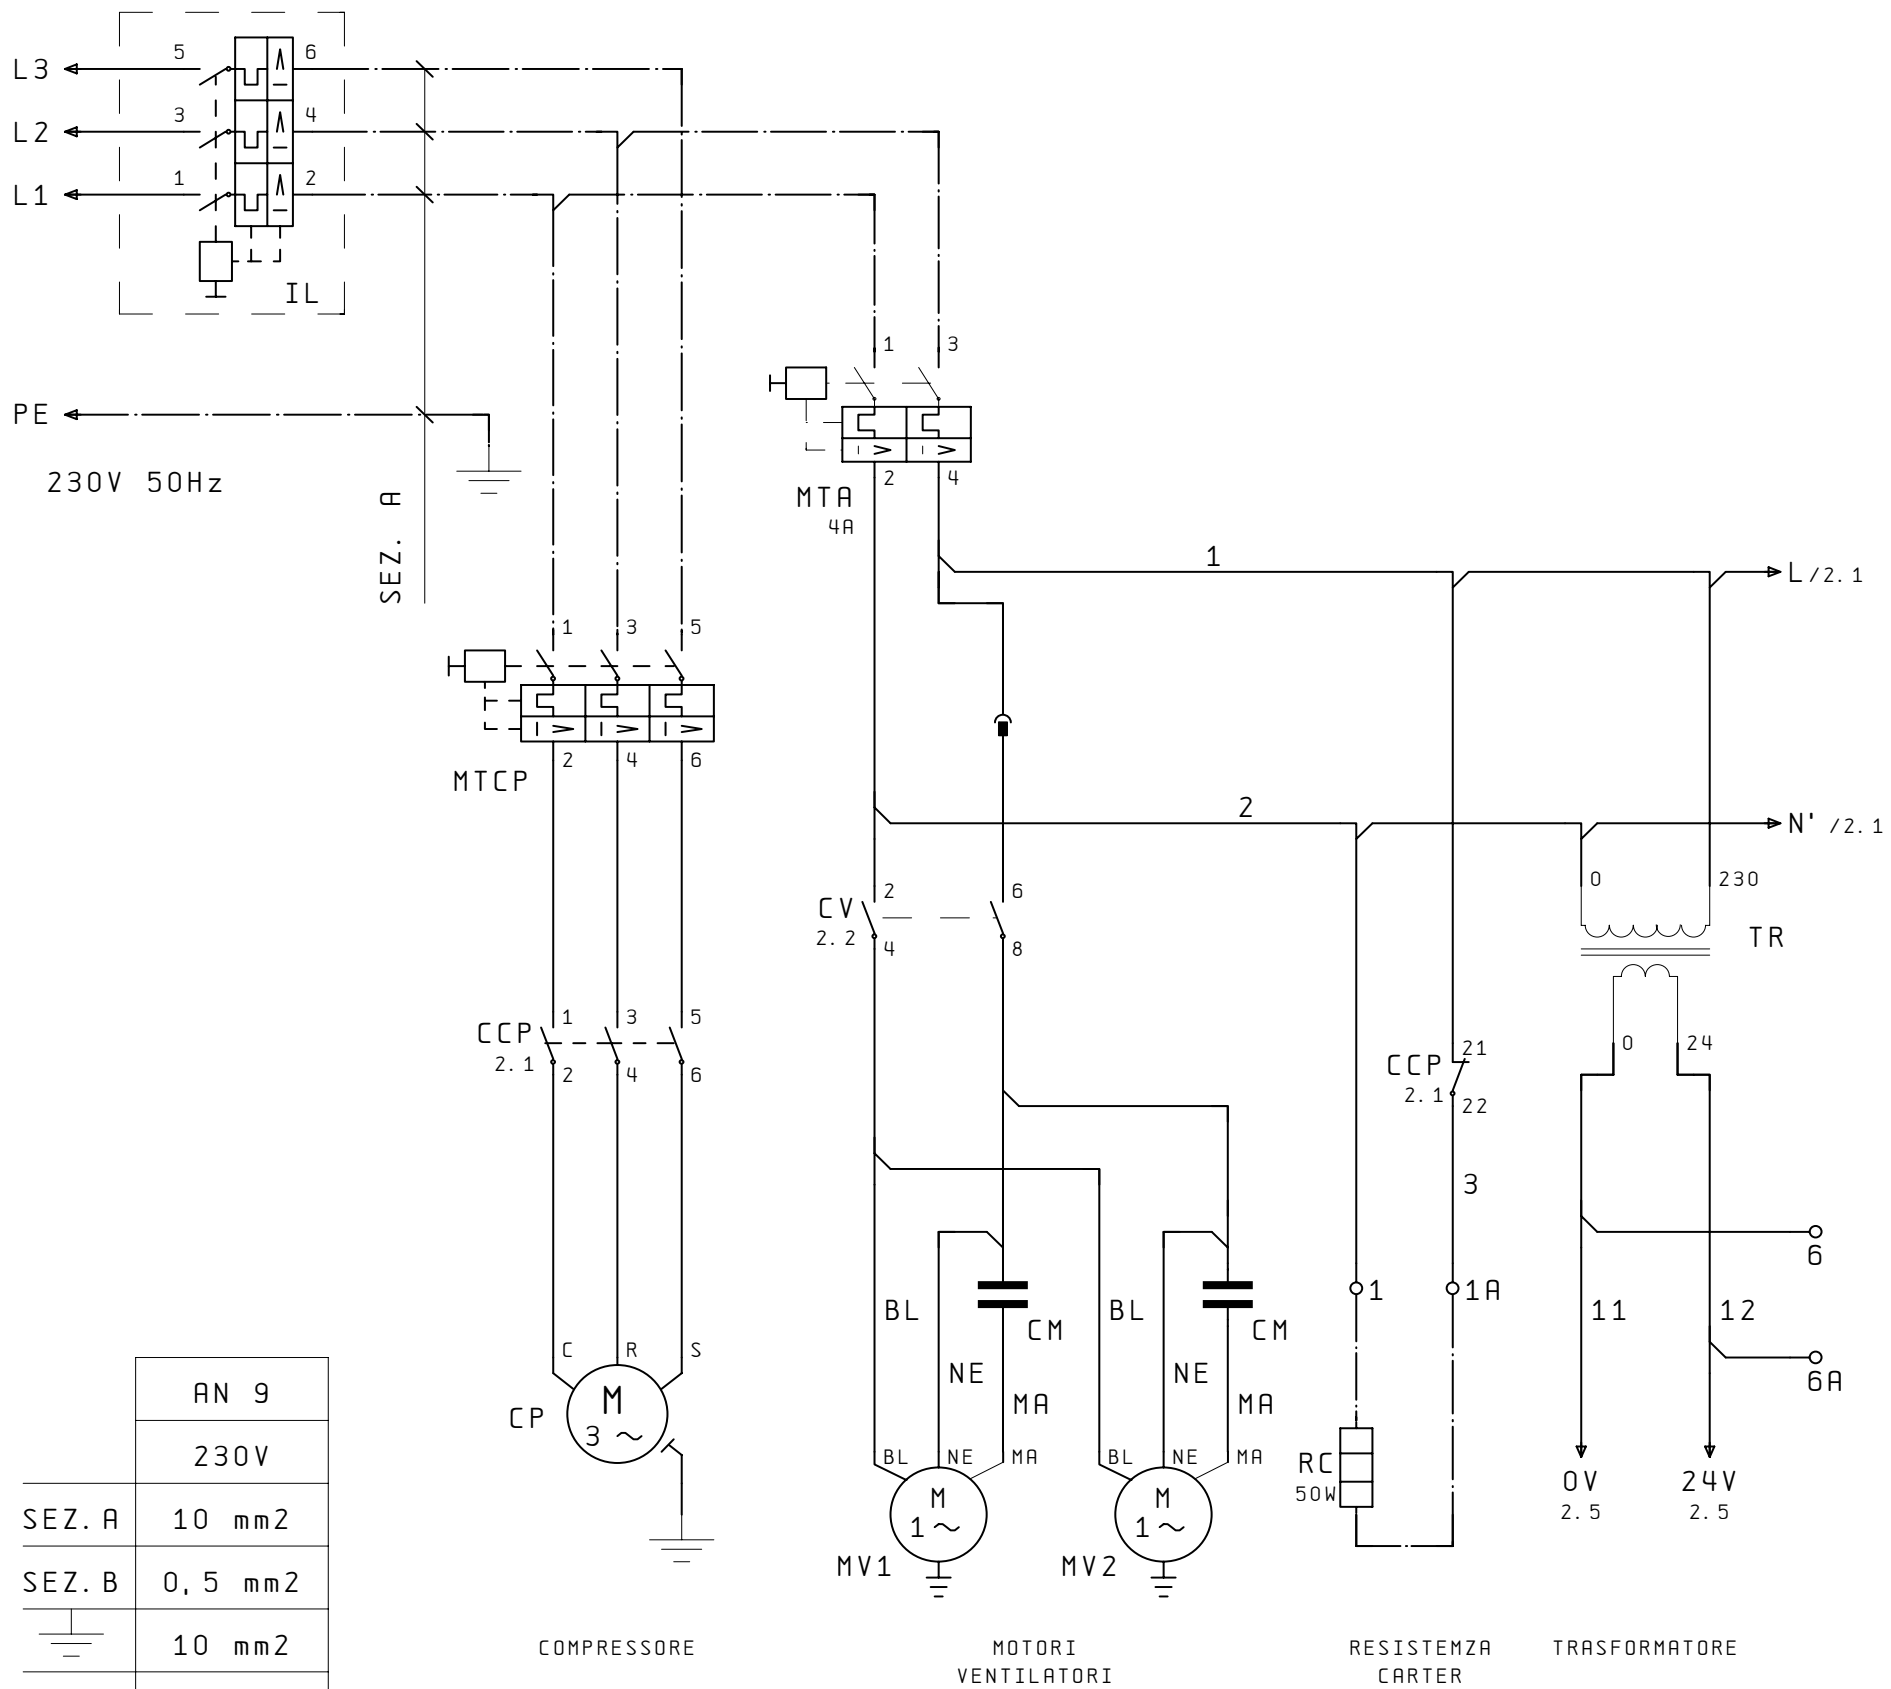 5 6
L3
3 4
L2
1 2
L1
IL
1 3
PE
230V 50Hz
SEZ. A
2 4
MTA
4A
1
L /2.1
1 3 5
2 4 6
MTCP
2
N' /2.1
0 230
2 6
CV
2.2
4 8
TR
1 3 5
CCP
2.1
2 4 6
0 24
21
CCP
2.1
22
3
6
1 1A
BL CM BL CM
11 12
C R S
NE NE
6A
MA MA
AN 9
M
3 ~
CP
230V
BL NE MA BL NE MA
RC
50W
0V 24V
2.5 2.5
M M
1 ~ 1 ~
SEZ. A 10 mm2
MV1 MV2
SEZ. B 0,5 mm2
10 mm2
COMPRESSORE
MOTORI
VENTILATORI
RESISTEMZA
CARTER
TRASFORMATORE